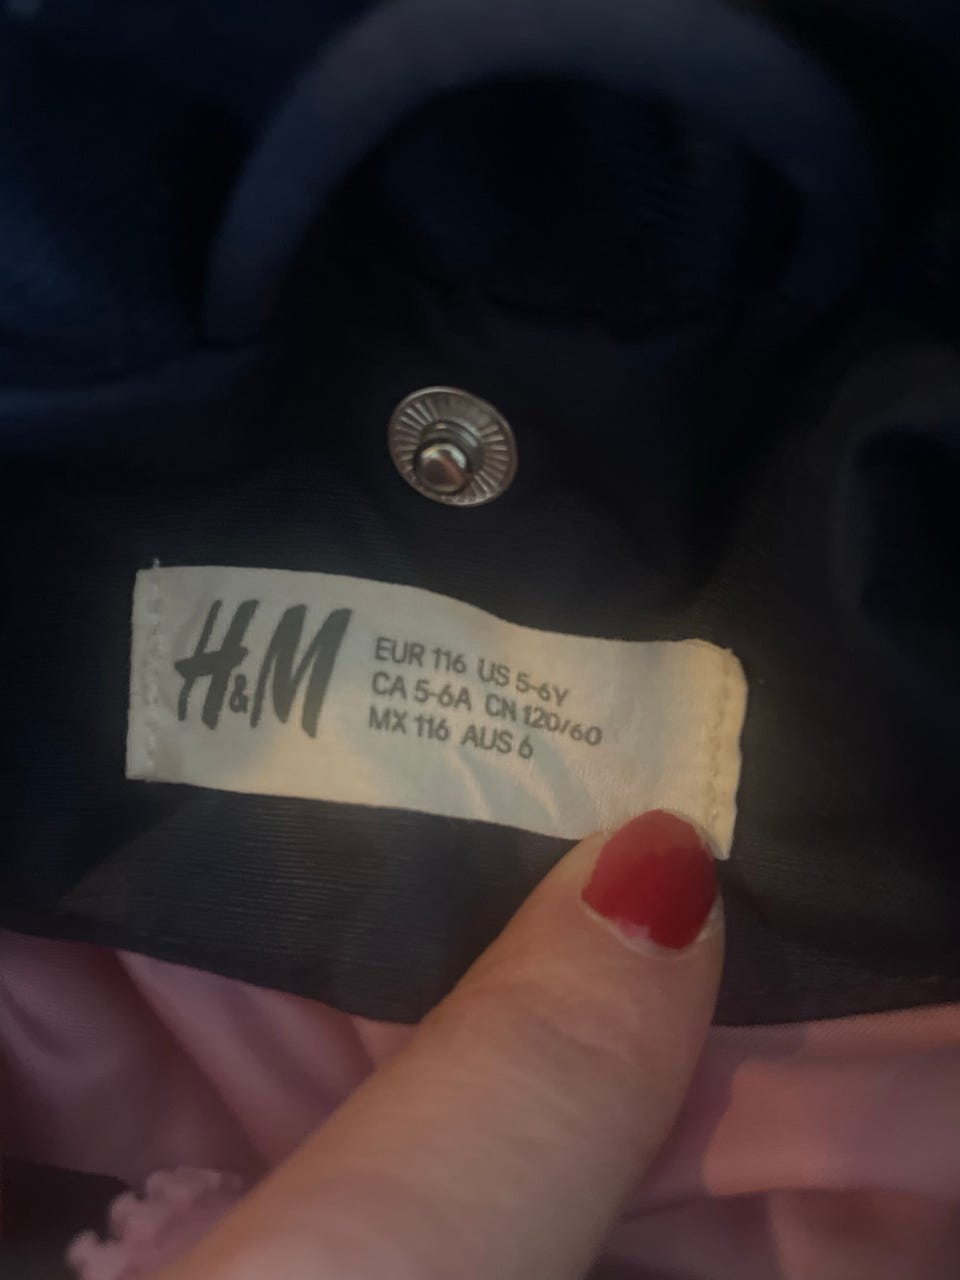 H&M
EUR 116 US 5-6Y
CA 5-6A CN 120/60
MX 116 AUS 6